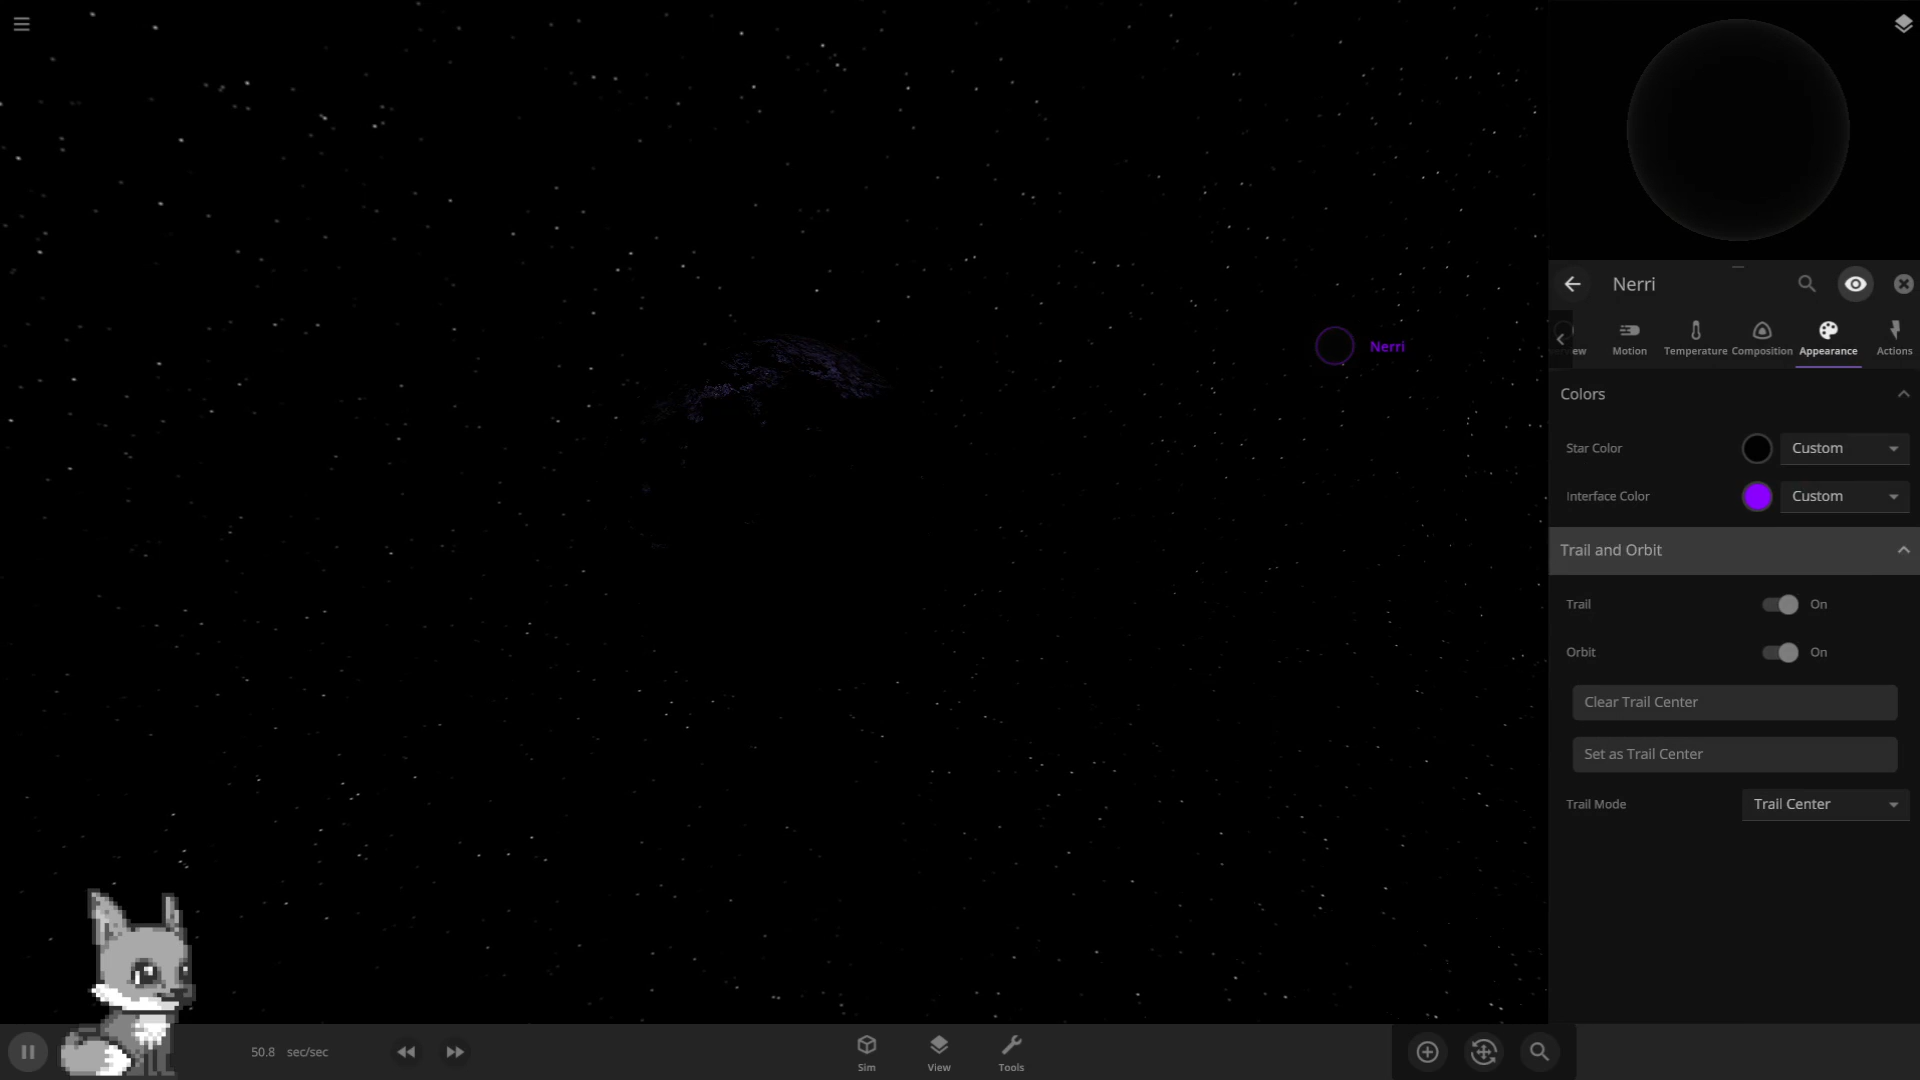 Nerri
Nerri
ew
Motion
Temperature
Composition
Appearance
Actions
Colors
Star Color
Custom
Interface Color
Custom
Trail and Orbit
Trail
On
Orbit
On
Clear Trail Center
Set as Trail Center
Trail Mode
Trail Center
50.8 sec/sec
Sim
View
Tools